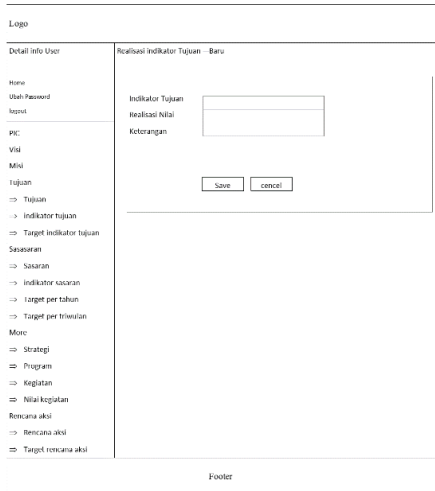 Logo
Detail info User
Home
Ubah Password
logout
PIC
Visi
Misi
Tujuan
⇒ Tujuan
⇒ indikator tujuan
⇒ Target indikator tujuan
Sasasaran
⇒ Sasaran
⇒ indikator sasaran
⇒ Target per tahun
⇒ Target per triwulan
More
⇒ Strategi
⇒ Program
⇒ Kegiatan
⇒ Nilai kegiatan
Rencana aksi
⇒ Rencana aksi
⇒ Target rencana aksi
Realisasi Indikator Tujuan —Baru
Indikator Tujuan
Realisasi Nilai
Keterangan
Save cencel
Footer